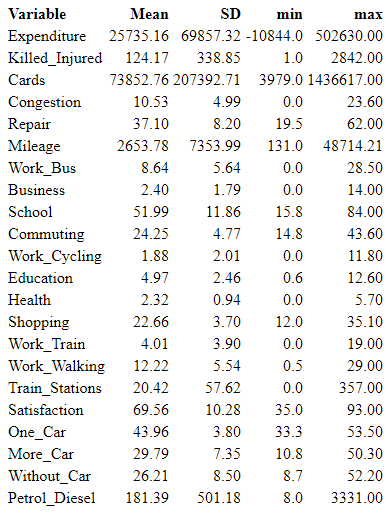 Variable Mean SD min max
Expenditure 25735.16 69857.32 -10844.0 502630.00
Killed_Injured 124.17 338.85 1.0 2842.00
Cards 73852.76 207392.71 3979.0 1436617.00
Congestion 10.53 4.99 0.0 23.60
Repair 37.10 8.20 19.5 62.00
Mileage 2653.78 7353.99 131.0 48714.21
Work_Bus 8.64 5.64 0.0 28.50
Business 2.40 1.79 0.0 14.00
School 51.99 11.86 15.8 84.00
Commuting 24.25 4.77 14.8 43.60
Work_Cycling 1.88 2.01 0.0 11.80
Education 4.97 2.46 0.6 12.60
Health 2.32 0.94 0.0 5.70
Shopping 22.66 3.70 12.0 35.10
Work_Train 4.01 3.90 0.0 19.00
Work_Walking 12.22 5.54 0.5 29.00
Train_Stations 20.42 57.62 0.0 357.00
Satisfaction 69.56 10.28 35.0 93.00
One_Car 43.96 3.80 33.3 53.50
More_Car 29.79 7.35 10.8 50.30
Without_Car 26.21 8.50 8.7 52.20
Petrol_Diesel 181.39 501.18 8.0 3331.00